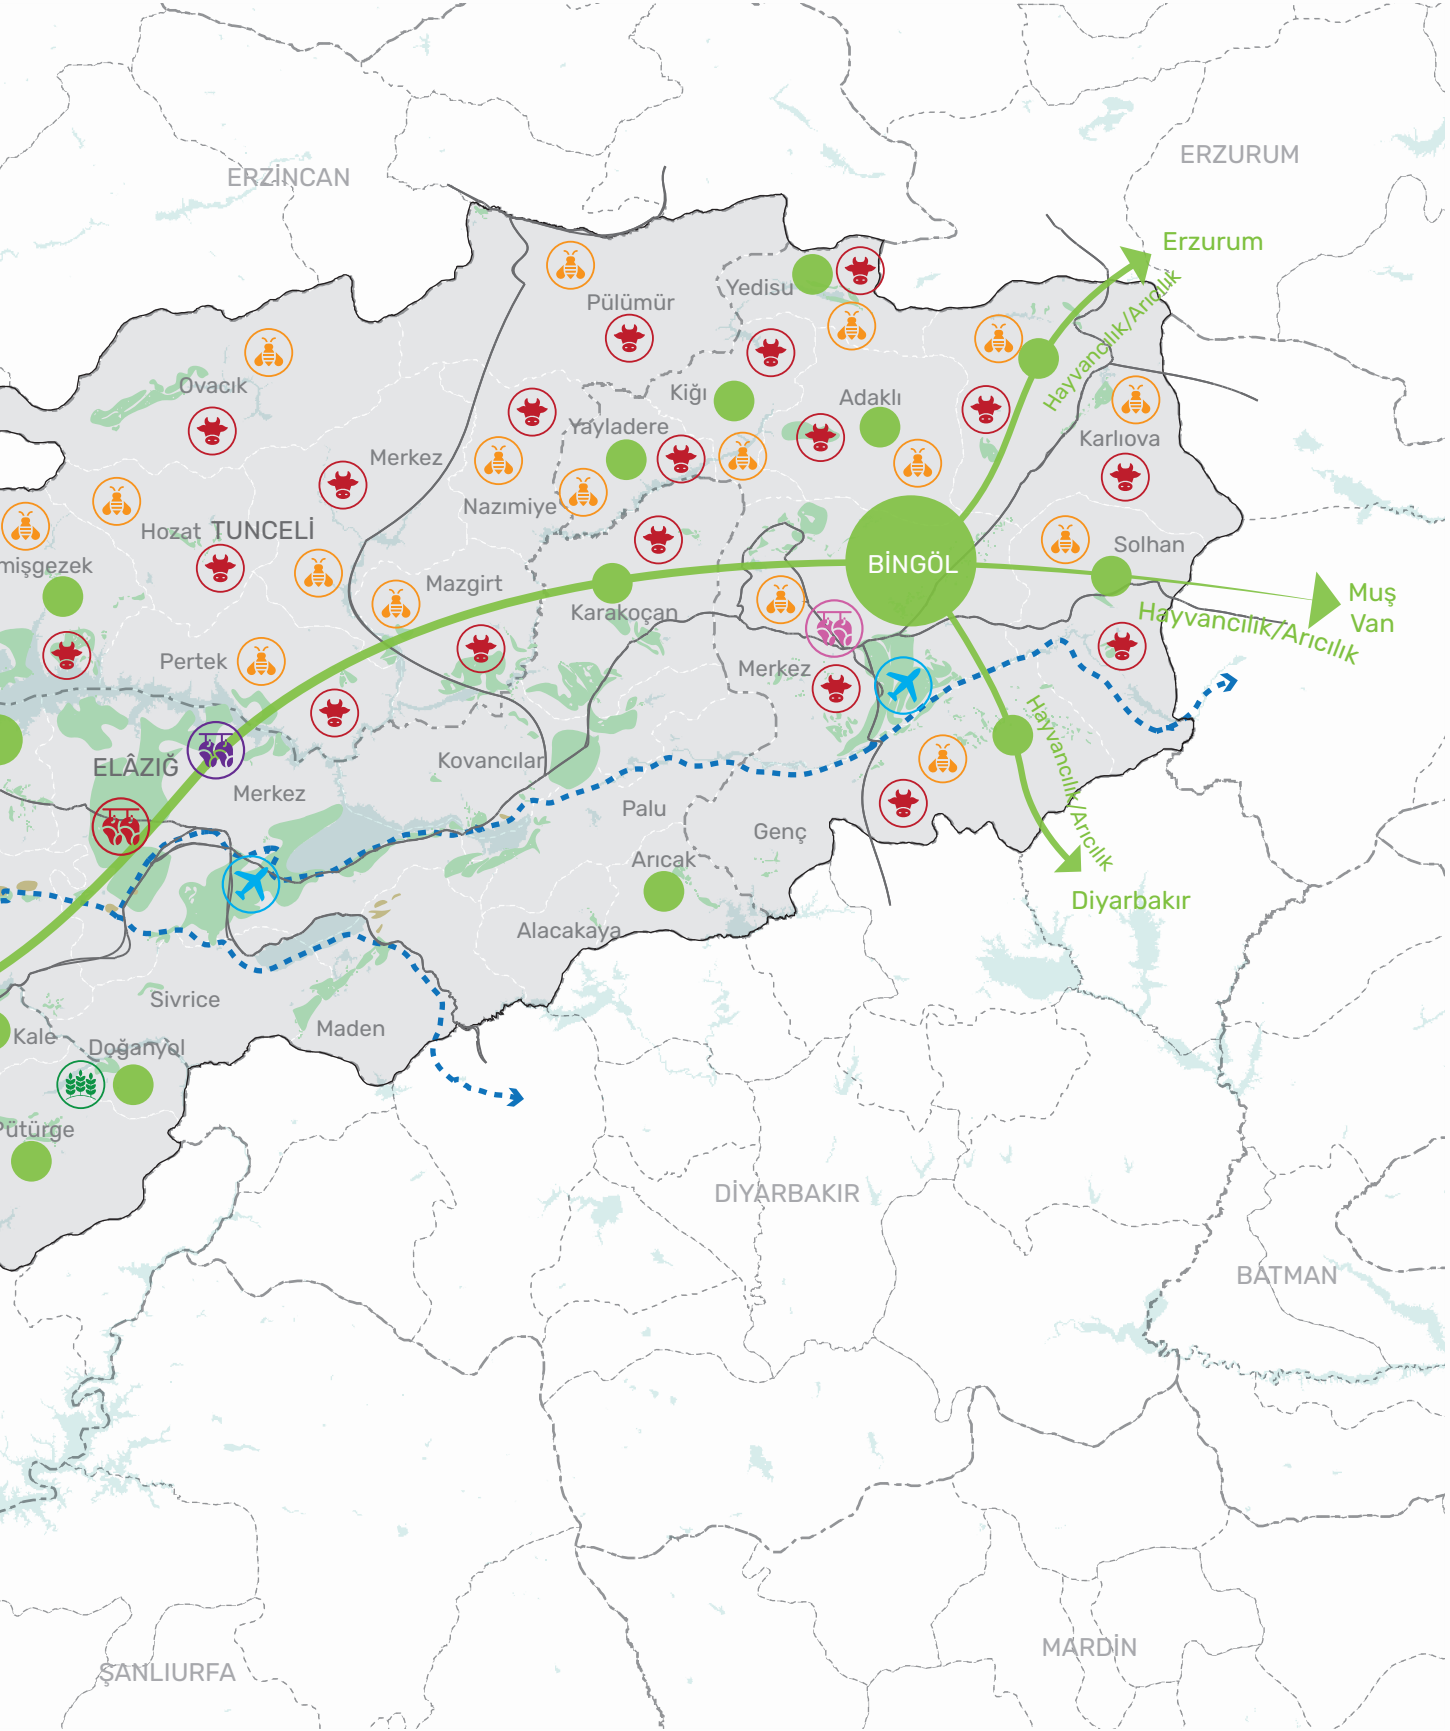 ERZURUM
ERZİNCAN
Erzurum
Hayvancılık/Arıcılık
Yedisu
Pülümür
Ovacık
Kiğı
Adaklı
Yayladere
Karlıova
Merkez
Nazımiye
Hozat
TUNCELİ
Solhan
mişgezek
BİNGÖL
Mazgirt
Muş
Van
Karakoçan
Hayvancılık/Arıcılık
Pertek
Merkez
Hayvancılık/Arıcılık
Kovancılar
ELÂZIĞ
Merkez
Palu
Genç
Arıcak
Diyarbakır
Alacakaya
Sivrice
Maden
Kale
Doğanyol
Pütürge
DİYARBAKIR
BATMAN
MARDİN
ŞANLIURFA